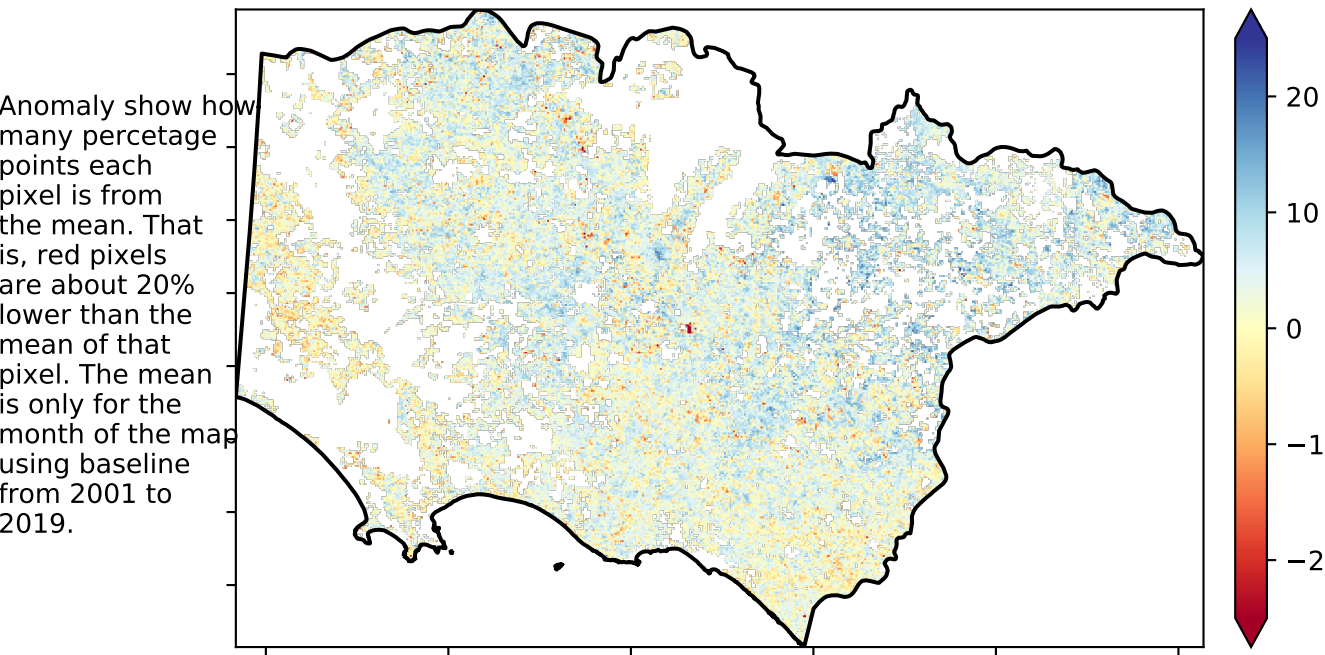 Anomaly show how
many percetage
points each
pixel is from
the mean. That
is, red pixels
are about 20%
lower than the
mean of that
pixel. The mean
is only for the
month of the map
using baseline
from 2001 to
2019.
20
10
0
−1
−2